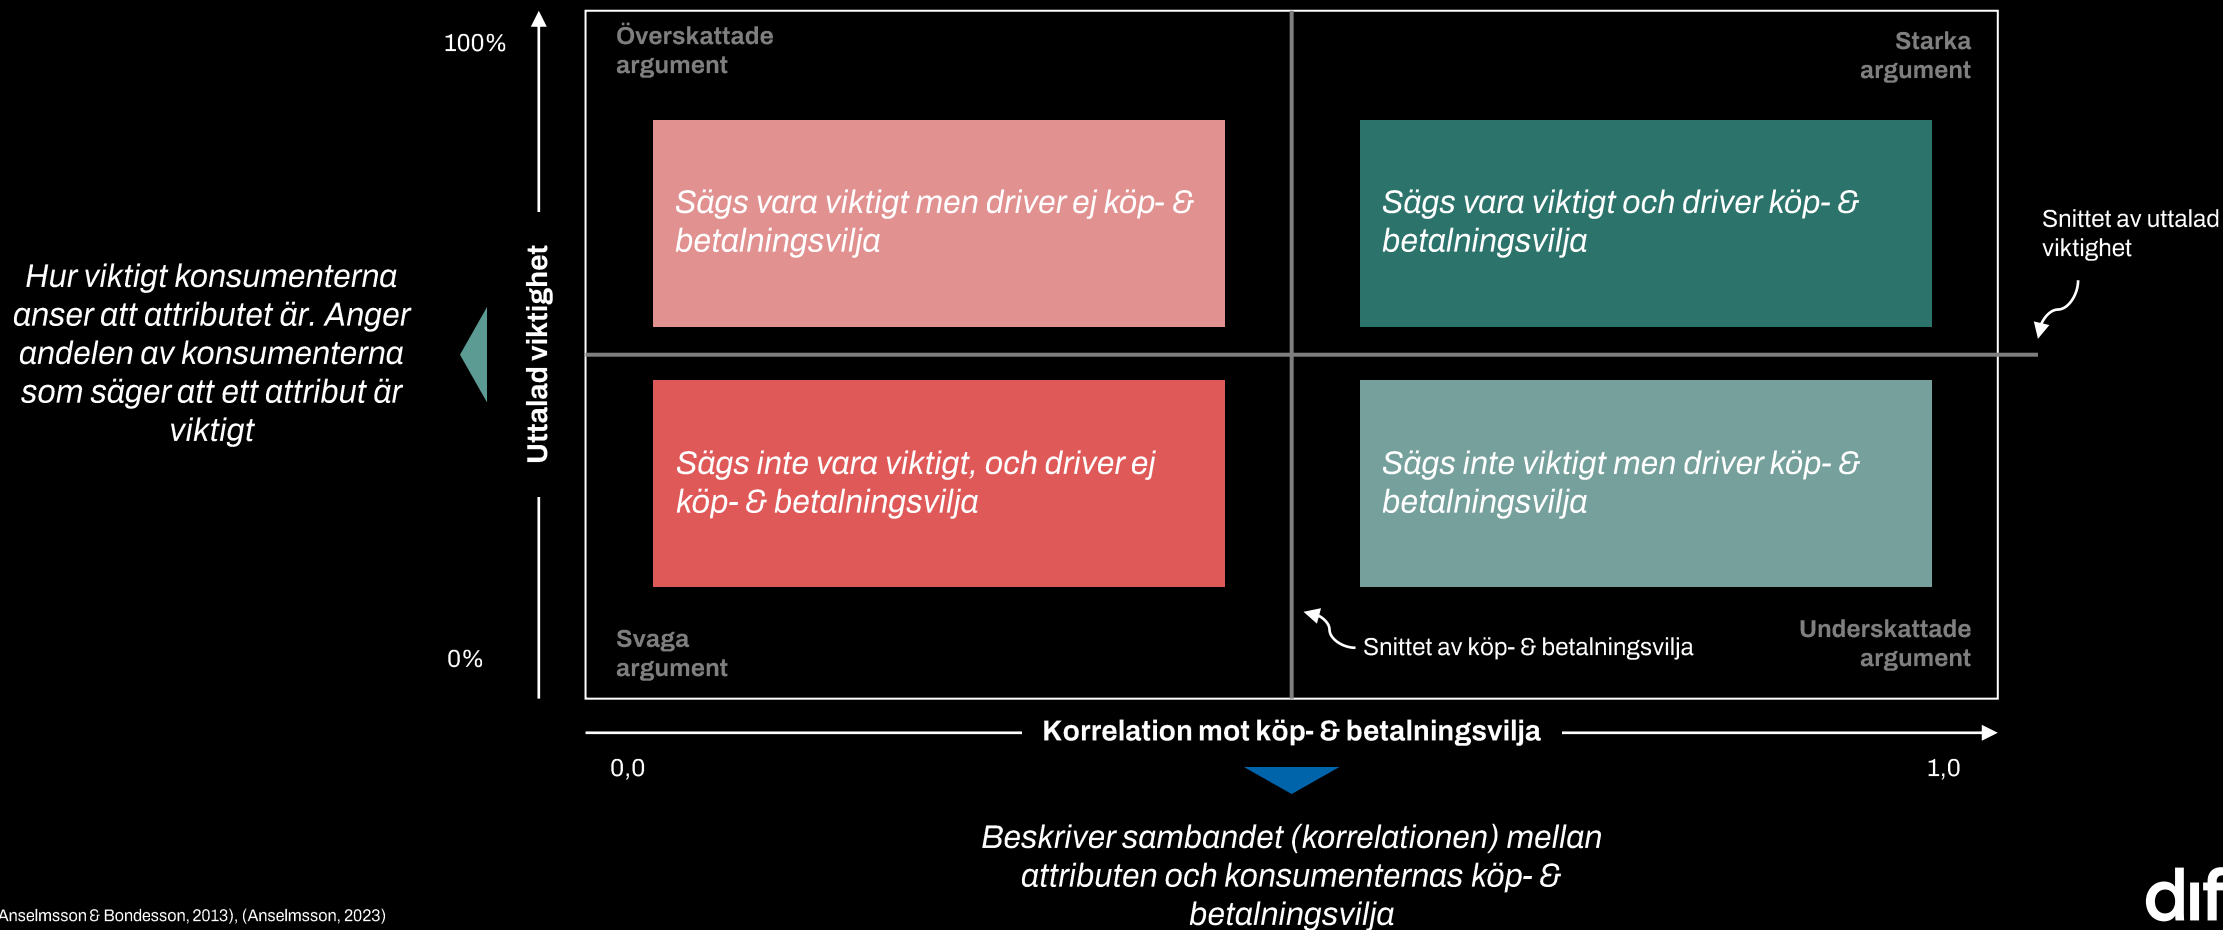 100%
Överskattade
argument
Starka
argument
Sägs vara viktigt men driver ej köp- &
betalningsvilja
Sägs vara viktigt och driver köp- &
betalningsvilja
Snittet av uttalad
viktighet
Hur viktigt konsumenterna
anser att attributet är. Anger
andelen av konsumenterna
som säger att ett attribut är
viktigt
Uttalad viktighet
Sägs inte vara viktigt, och driver ej
köp- & betalningsvilja
Sägs inte viktigt men driver köp- &
betalningsvilja
Svaga
argument
Snittet av köp- & betalningsvilja
Underskattade
argument
0%
Korrelation mot köp- & betalningsvilja
0,0
1,0
Beskriver sambandet (korrelationen) mellan
attributen och konsumenternas köp- &
betalningsvilja
Anselmsson & Bondesson, 2013), (Anselmsson, 2023)
dıf